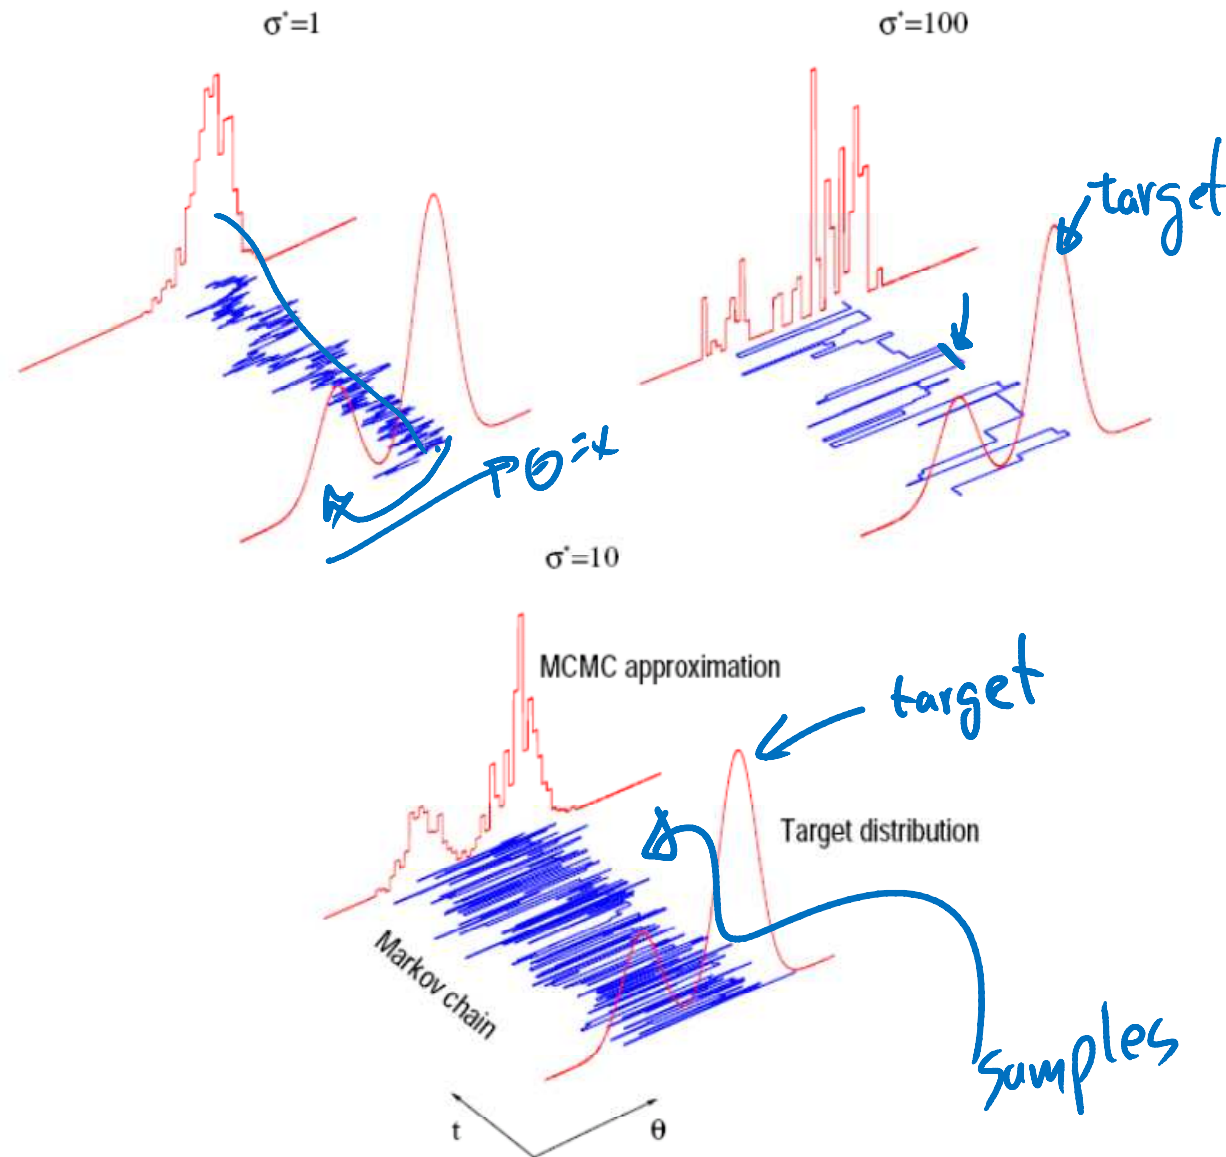 σ*=1
σ*=100
target
θ=x
σ*=10
MCMC approximation
target
Target distribution
Markov chain
samples
t
θ